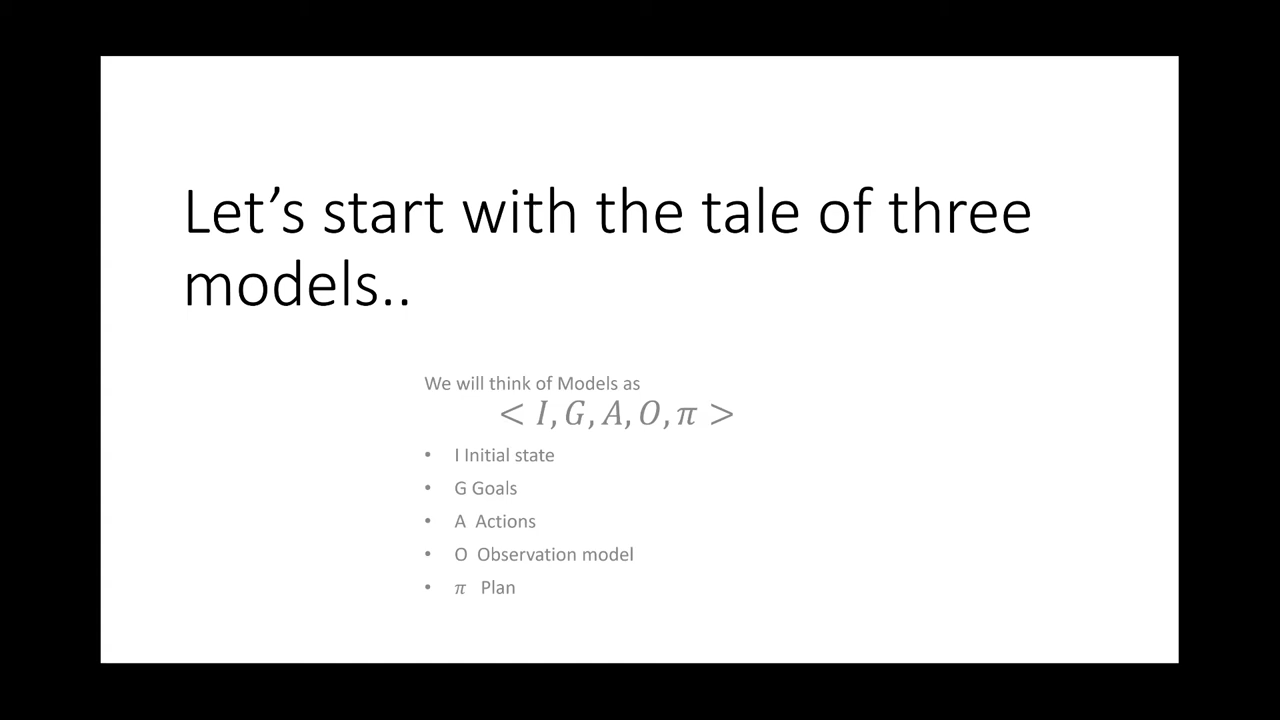 Let’s start with the tale of three
models..
We will think of Models as
< I, G, A, O, π >
• I Initial state
• G Goals
• A Actions
• O Observation model
• π Plan